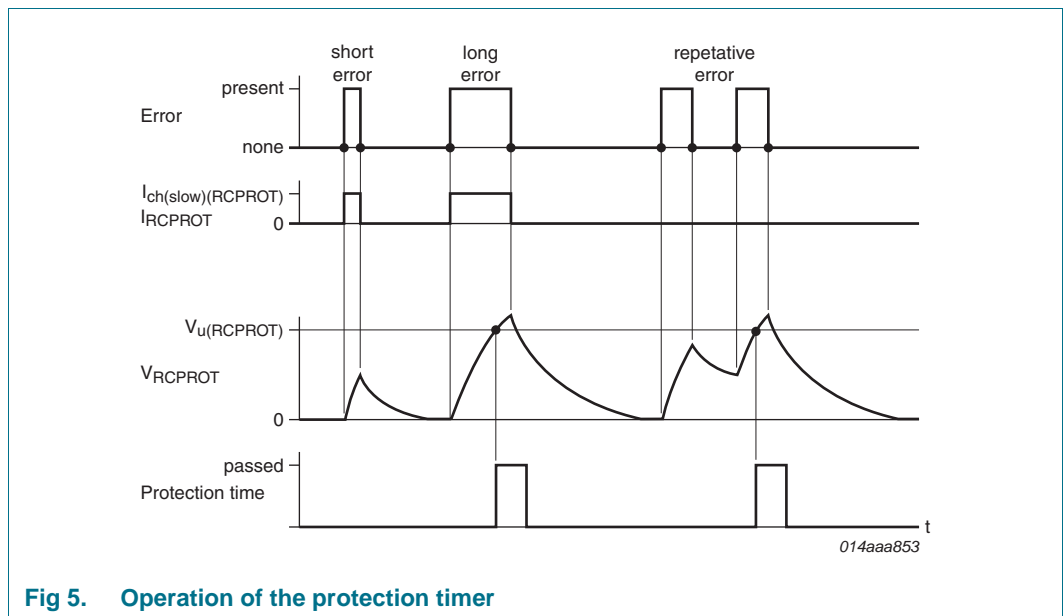 short error
long error
repetative error
present
Error
none
Ich(slow)(RCPROT)
IRCPROT
0
Vu(RCPROT)
VRCPROT
0
passed
Protection time
t
014aaa853
Fig 5. Operation of the protection timer